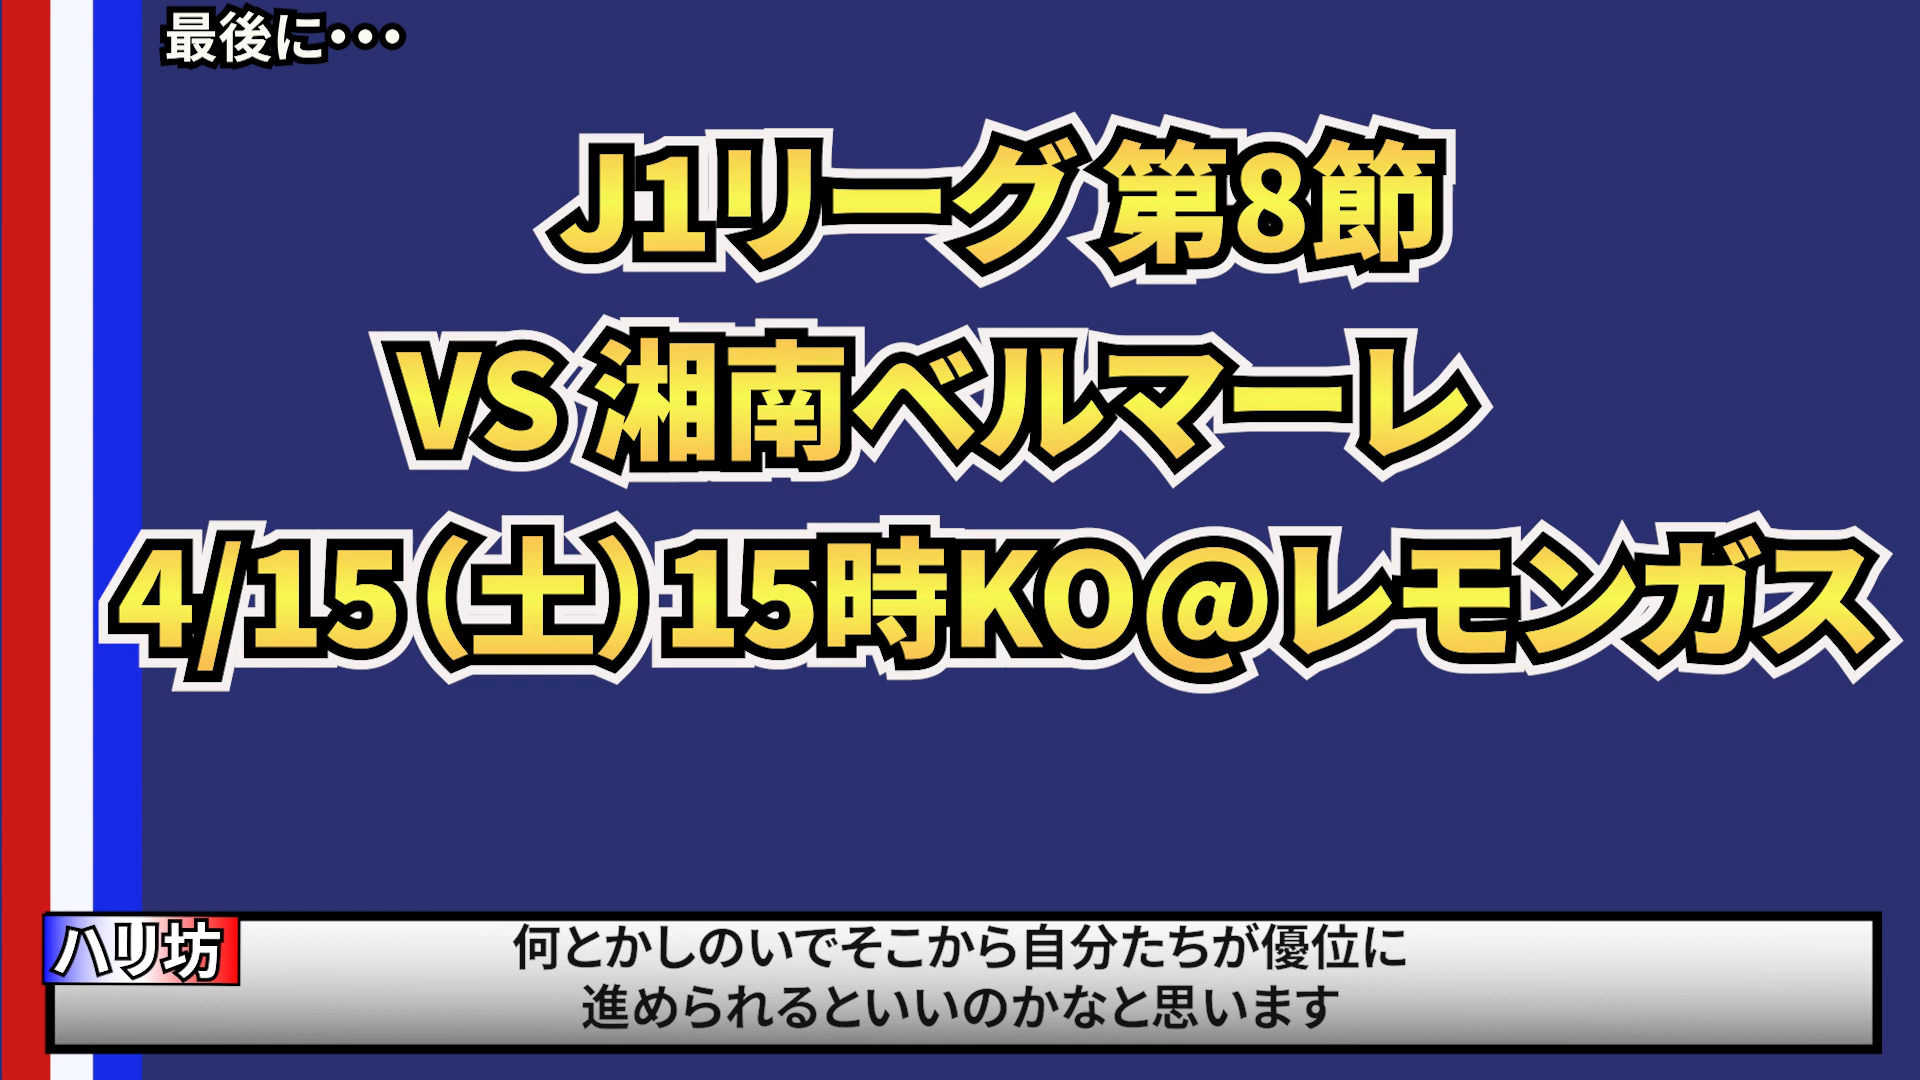 最後に・・・
J1リーグ 第8節
VS 湘南ベルマーレ
4/15（土）15時KO@レモンガス
ハリ坊
何とかしのいでそこから自分たちが優位に
進められるといいのかなと思います